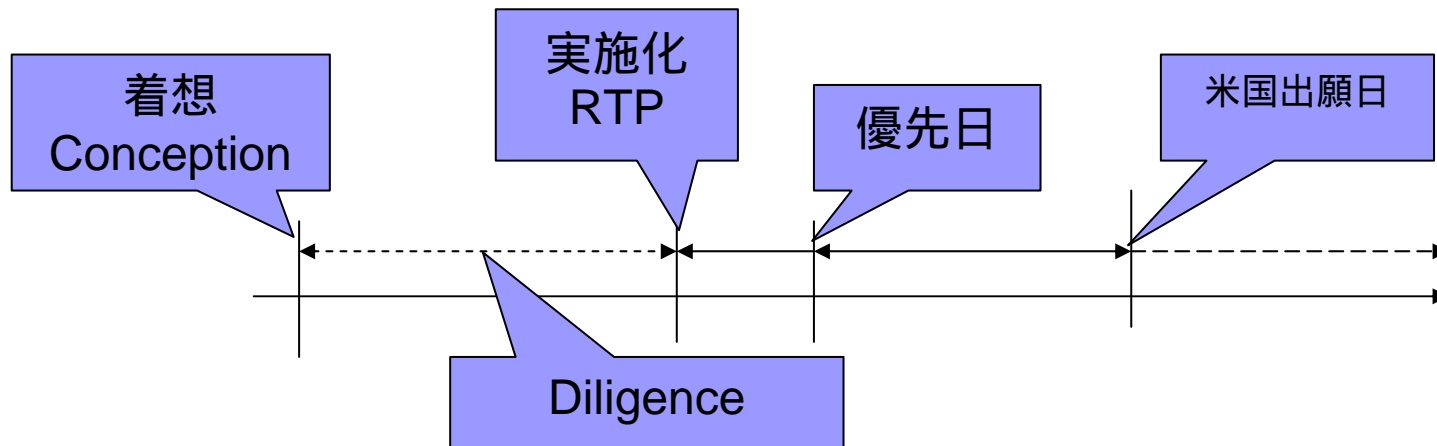 着想
Conception
実施化
RTP
優先日
米国出願日
Diligence